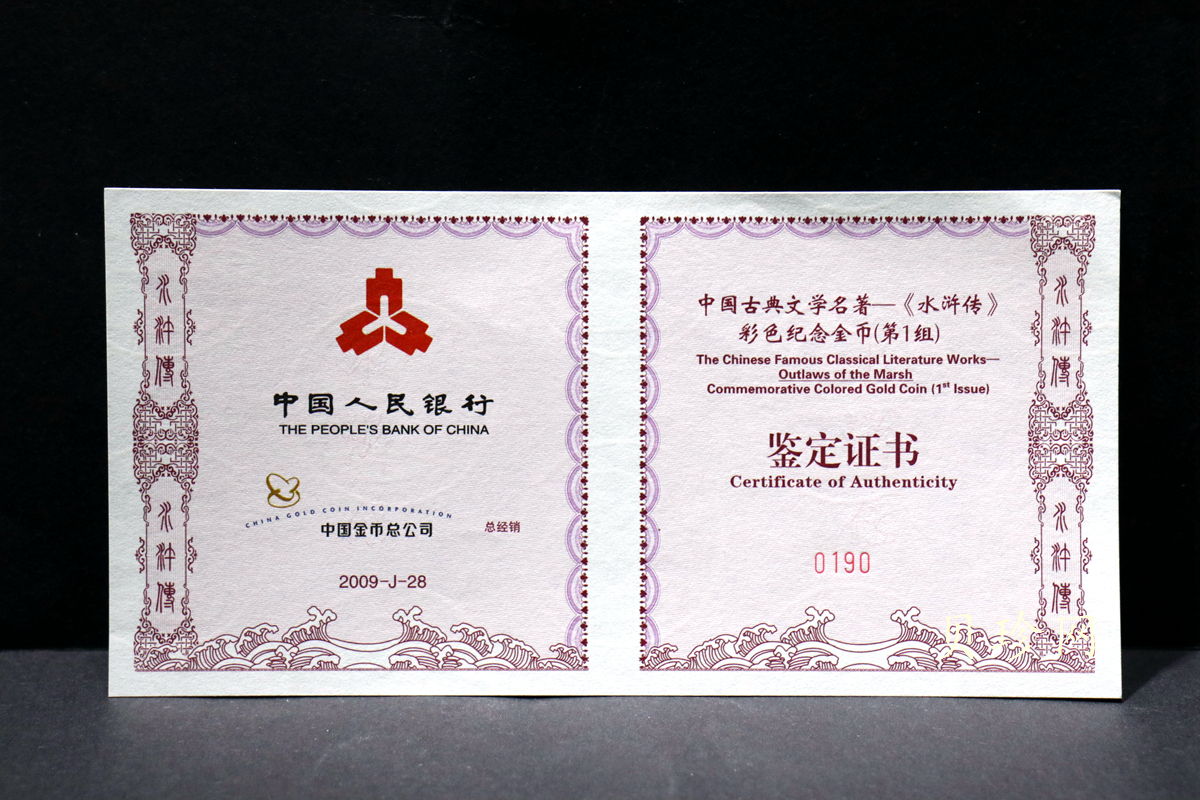 水浒傳
水浒傳
中国人民银行
THE PEOPLE'S BANK OF CHINA
CHINA GOLD COIN INCORPORATION
中国金币总公司
总经销
2009-J-28
中国古典文学名著—《水浒传》
彩色纪念金币(第1组)
The Chinese Famous Classical Literature Works—
Outlaws of the Marsh
Commemorative Colored Gold Coin (1st Issue)
鉴定证书
Certificate of Authenticity
0190
水浒傳
水浒傳
贝珍网